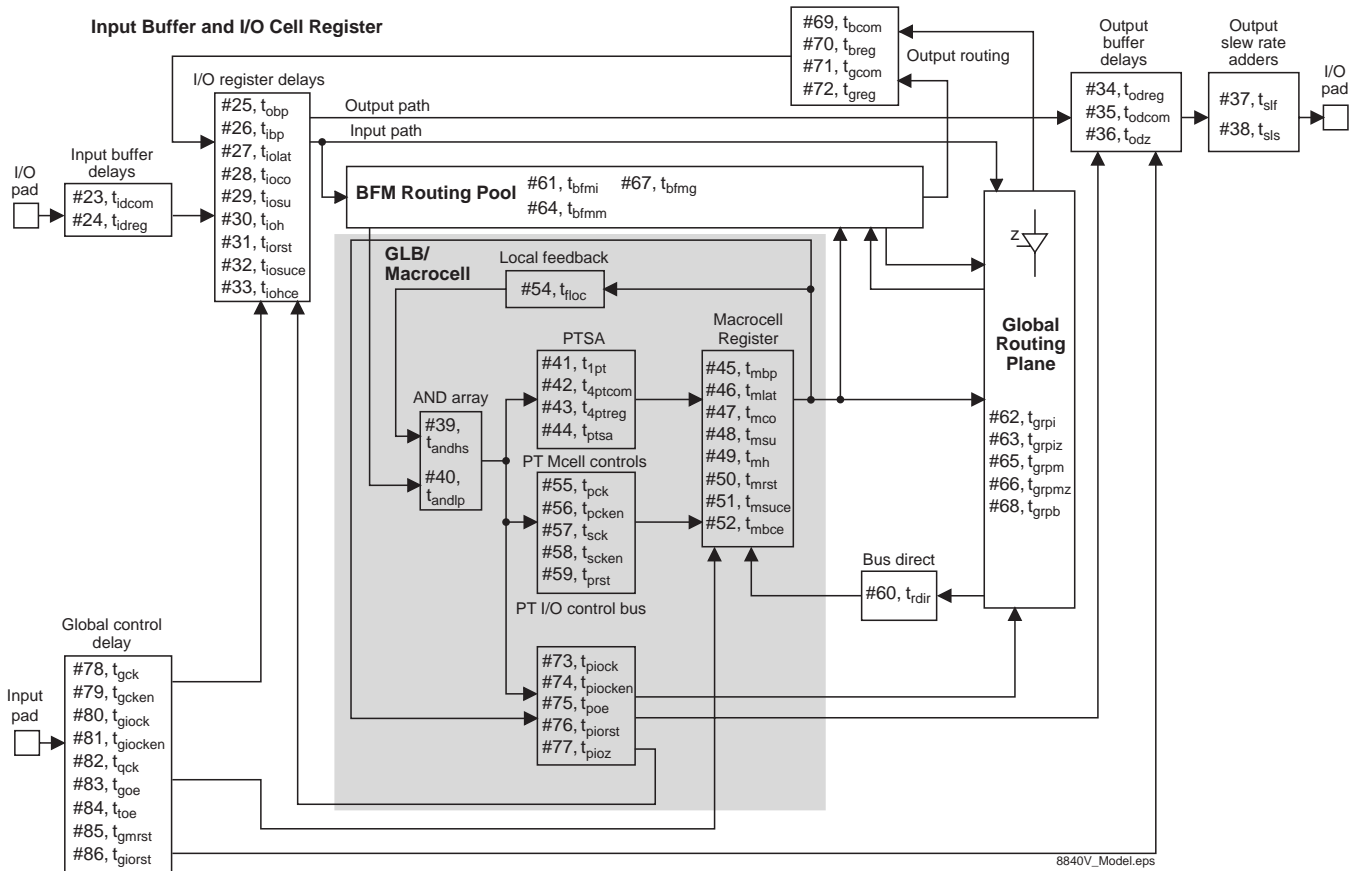 Input Buffer and I/O Cell Register
#69, tbcom
#70, tbreg
#71, tgcom
#72, tgreg
Output routing
Output
buffer
delays
#34, todreg
#35, todcom
#36, todz
Output
slew rate
adders
#37, tslf
#38, tsls
I/O
pad
I/O register delays
#25, tobp
#26, tibp
#27, tiolat
#28, tioco
#29, tiosu
#30, tioh
#31, tiorst
#32, tiosuce
#33, tiohce
Output path
Input path
I/O
pad
Input buffer
delays
#23, tidcom
#24, tidreg
BFM Routing Pool
#61, tbfmi
#67, tbfmg
#64, tbfmm
z
Global
Routing
Plane
#62, tgrpi
#63, tgrpiz
#65, tgrpm
#66, tgrpmz
#68, tgrpb
GLB/
Macrocell
Local feedback
#54, tfloc
PTSA
#41, t1pt
#42, t4ptcom
#43, t4ptreg
#44, tptsa
Macrocell
Register
#45, tmbp
#46, tmlat
#47, tmco
#48, tmsu
#49, tmh
#50, tmrst
#51, tmsuce
#52, tmbce
AND array
#39,
tandhs
#40,
tandlp
PT Mcell controls
#55, tpck
#56, tpcken
#57, tsck
#58, tscken
#59, tprst
Bus direct
#60, trdir
PT I/O control bus
#73, tpiock
#74, tpiocken
#75, tpoe
#76, tpiorst
#77, tpioz
Global control
delay
#78, tgck
#79, tgcken
#80, tgiock
#81, tgiocken
#82, tqck
#83, tgoe
#84, ttoe
#85, tgmrst
#86, tgiorst
Input
pad
8840V_Model.eps